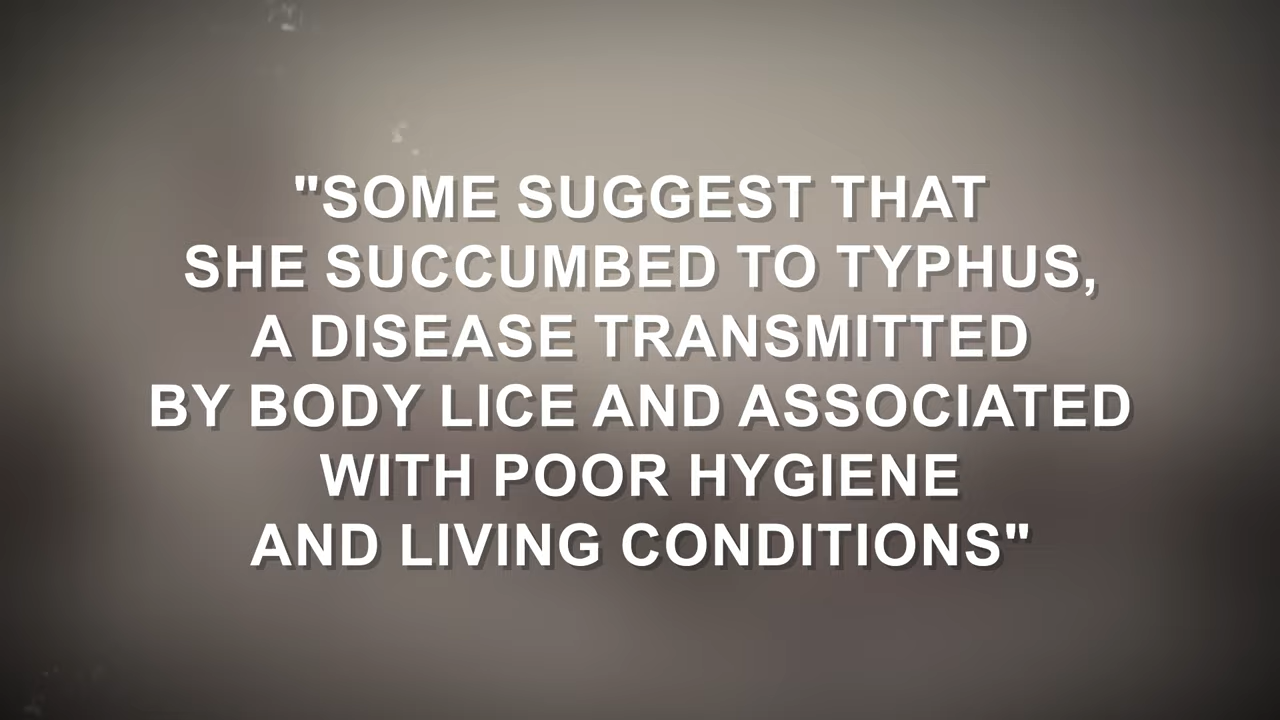 "SOME SUGGEST THAT
SHE SUCCUMBED TO TYPHUS,
A DISEASE TRANSMITTED
BY BODY LICE AND ASSOCIATED
WITH POOR HYGIENE
AND LIVING CONDITIONS"